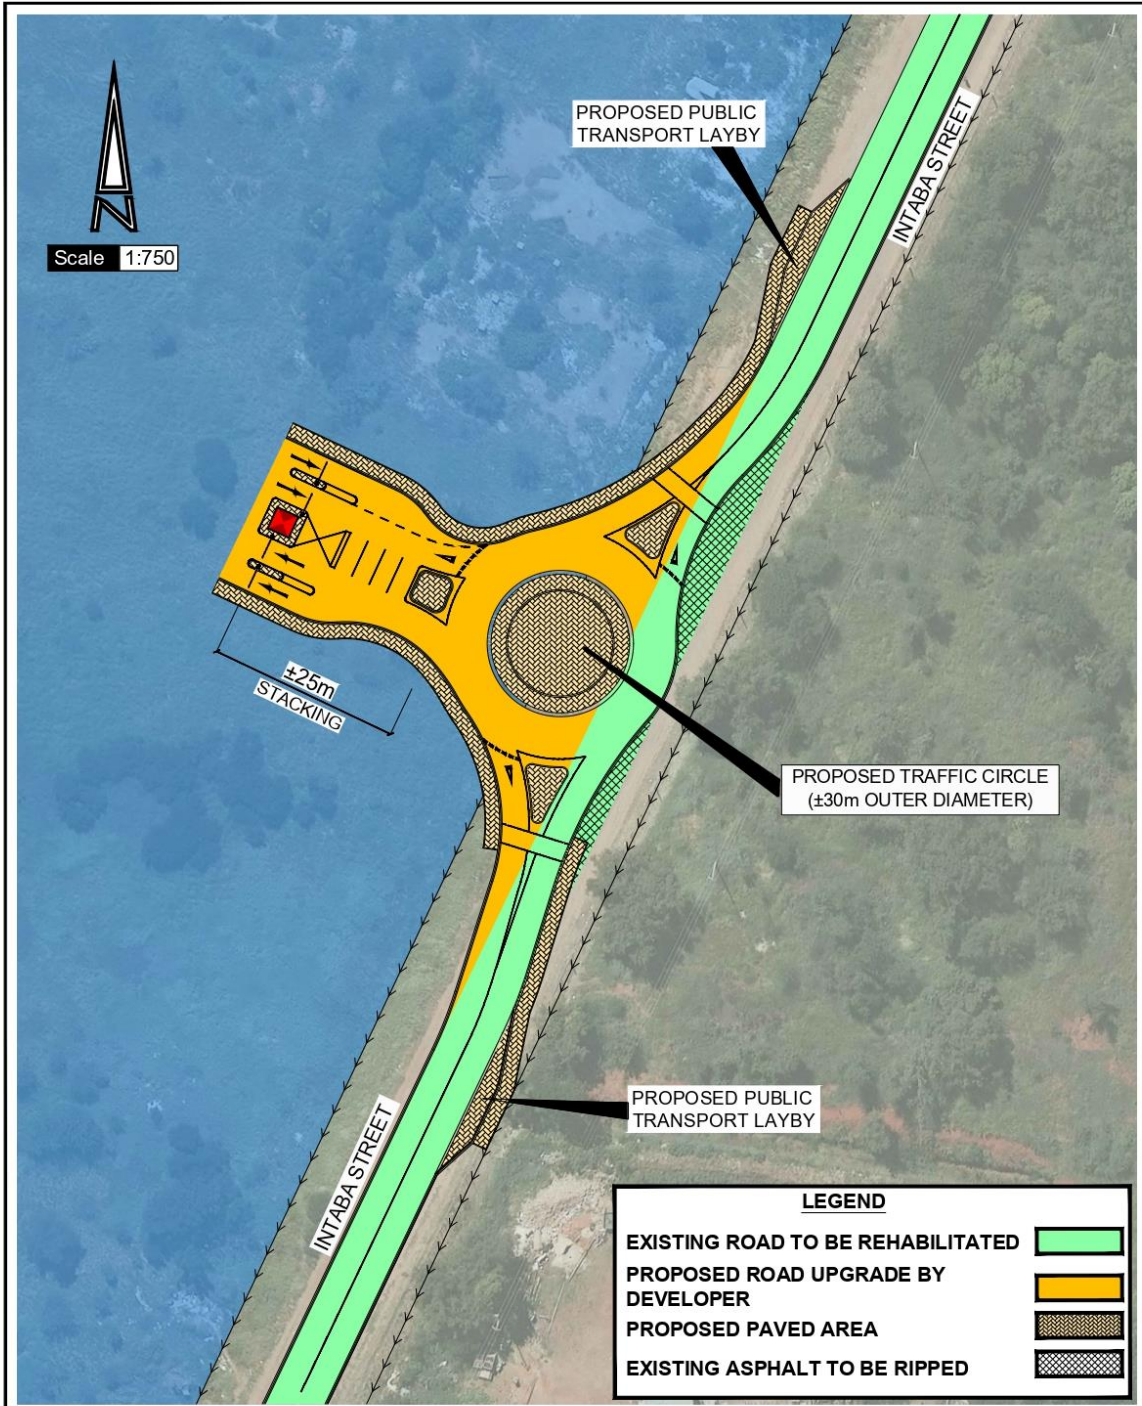 PROPOSED PUBLIC
TRANSPORT LAYBY
INTABA STREET
N
Scale 1:750
±25m
STACKING
PROPOSED TRAFFIC CIRCLE
(±30m OUTER DIAMETER)
PROPOSED PUBLIC
TRANSPORT LAYBY
INTABA STREET
LEGEND
EXISTING ROAD TO BE REHABILITATED
PROPOSED ROAD UPGRADE BY
DEVELOPER
PROPOSED PAVED AREA
EXISTING ASPHALT TO BE RIPPED